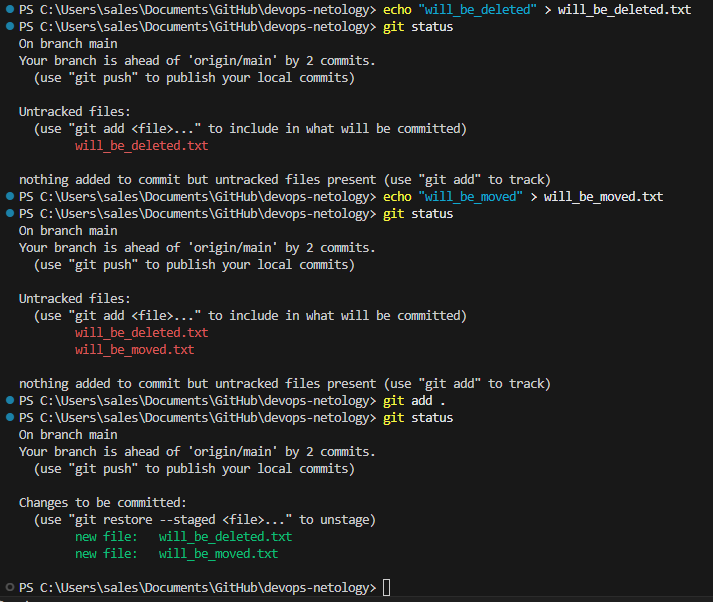 PS C:\Users\sales\Documents\GitHub\devops-netology> echo "will_be_deleted" > will_be_deleted.txt
PS C:\Users\sales\Documents\GitHub\devops-netology> git status
On branch main
Your branch is ahead of 'origin/main' by 2 commits.
  (use "git push" to publish your local commits)

Untracked files:
  (use "git add <file>..." to include in what will be committed)
        will_be_deleted.txt

nothing added to commit but untracked files present (use "git add" to track)
PS C:\Users\sales\Documents\GitHub\devops-netology> echo "will_be_moved" > will_be_moved.txt
PS C:\Users\sales\Documents\GitHub\devops-netology> git status
On branch main
Your branch is ahead of 'origin/main' by 2 commits.
  (use "git push" to publish your local commits)

Untracked files:
  (use "git add <file>..." to include in what will be committed)
        will_be_deleted.txt
        will_be_moved.txt

nothing added to commit but untracked files present (use "git add" to track)
PS C:\Users\sales\Documents\GitHub\devops-netology> git add .
PS C:\Users\sales\Documents\GitHub\devops-netology> git status
On branch main
Your branch is ahead of 'origin/main' by 2 commits.
  (use "git push" to publish your local commits)

Changes to be committed:
  (use "git restore --staged <file>..." to unstage)
        new file:   will_be_deleted.txt
        new file:   will_be_moved.txt

PS C:\Users\sales\Documents\GitHub\devops-netology>